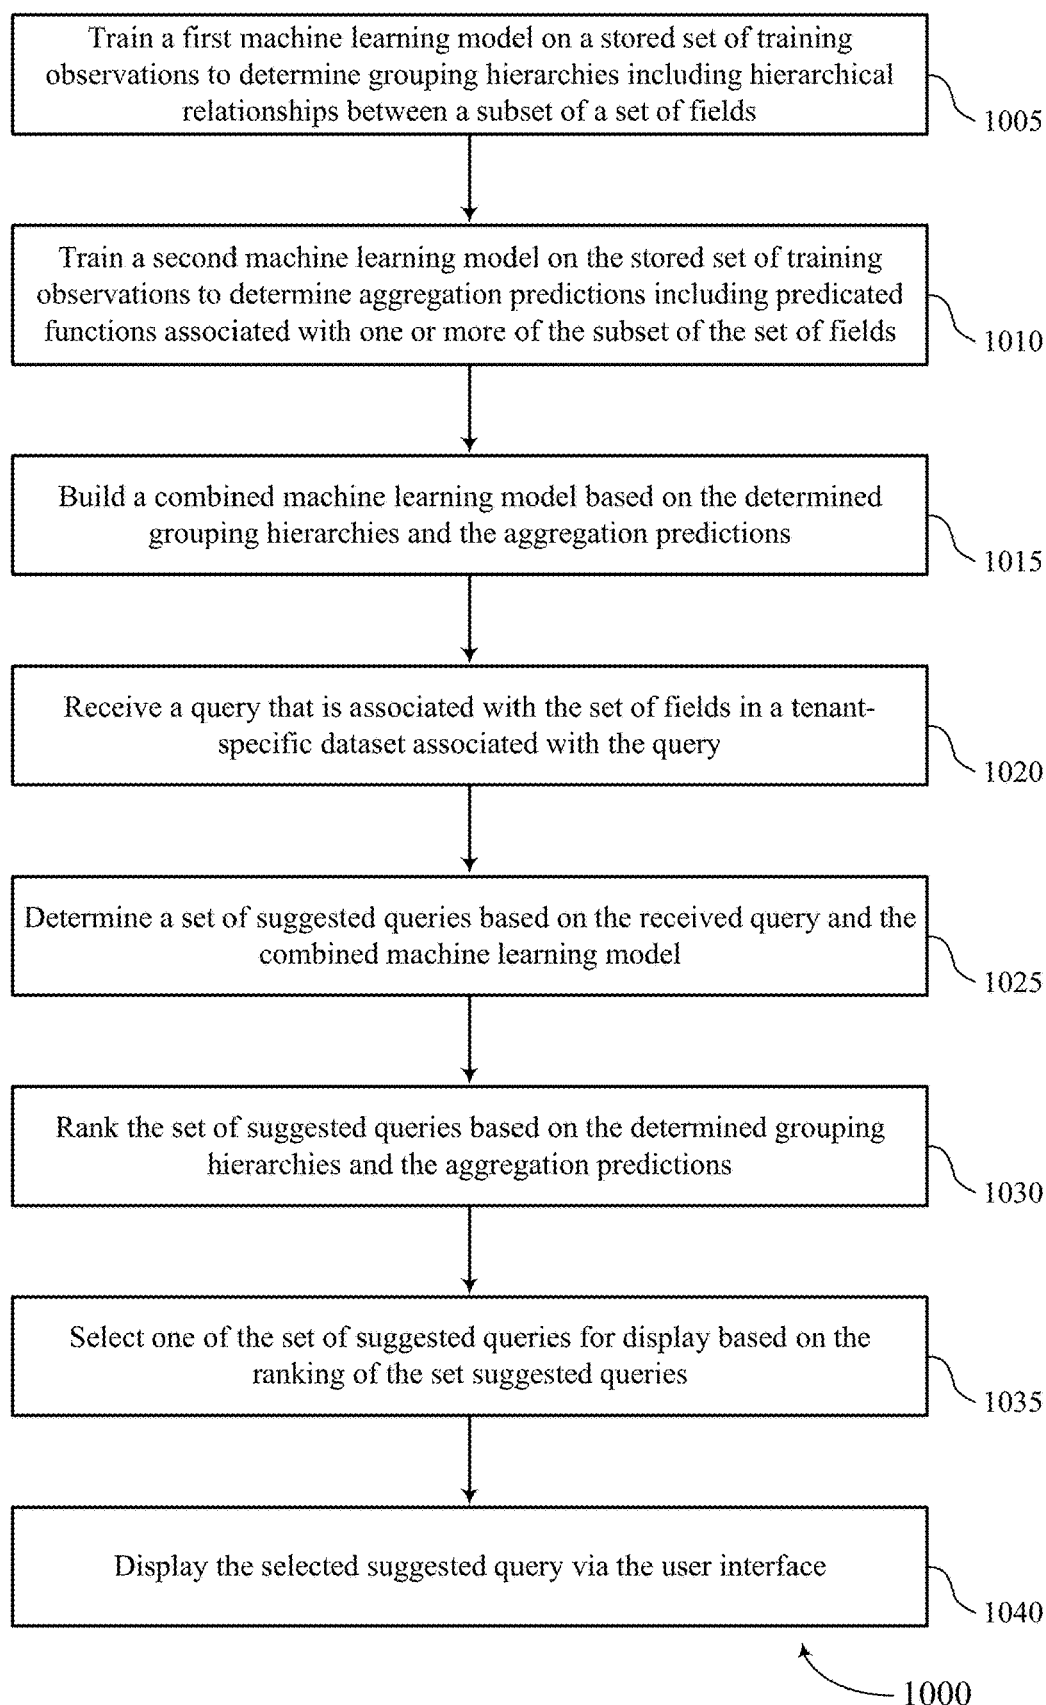 Train a first machine learning model on a stored set of training
observations to determine grouping hierarchies including hierarchical
relationships between a subset of a set of fields
1005
Train a second machine learning model on the stored set of training
observations to determine aggregation predictions including predicated
functions associated with one or more of the subset of the set of fields
1010
Build a combined machine learning model based on the determined
grouping hierarchies and the aggregation predictions
1015
Receive a query that is associated with the set of fields in a tenant-
specific dataset associated with the query
1020
Determine a set of suggested queries based on the received query and the
combined machine learning model
1025
Rank the set of suggested queries based on the determined grouping
hierarchies and the aggregation predictions
1030
Select one of the set of suggested queries for display based on the
ranking of the set suggested queries
1035
Display the selected suggested query via the user interface
1040
1000